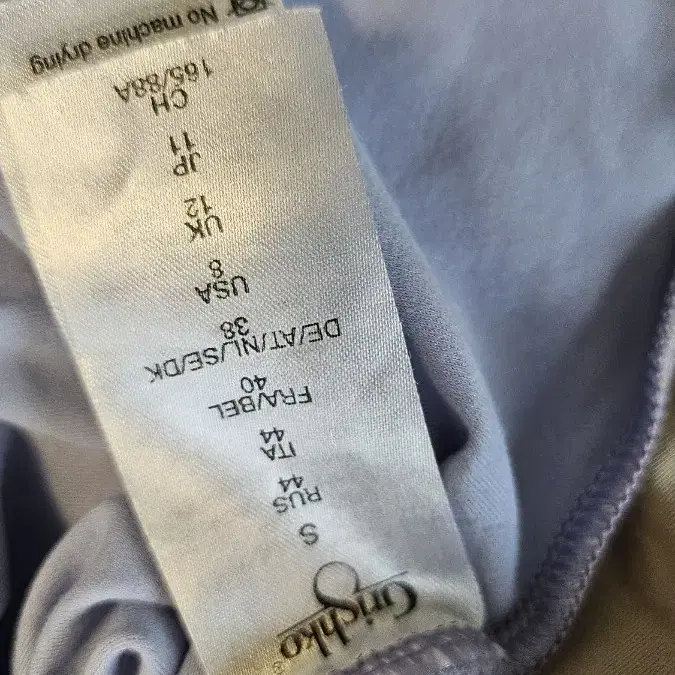 Grishko®
S
RUS
44
ITA
44
FRA/BEL
40
DE/AT/NL/SE/DK
38
USA
8
UK
12
JP
11
CH
165/88A
No machine drying